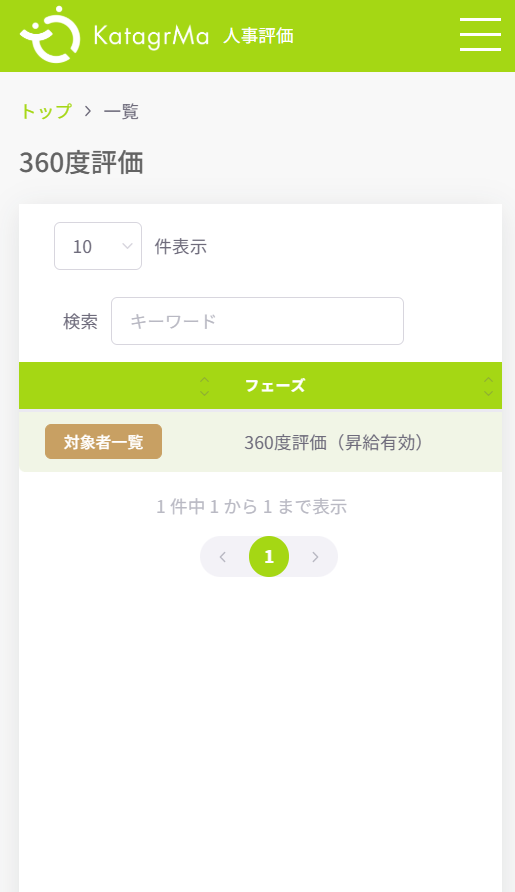 KatagrMa 人事評価
トップ > 一覧
360度評価
10 件表示
検索 キーワード
フェーズ
対象者一覧 360度評価（昇給有効）
1 件中 1 から 1 まで表示
1